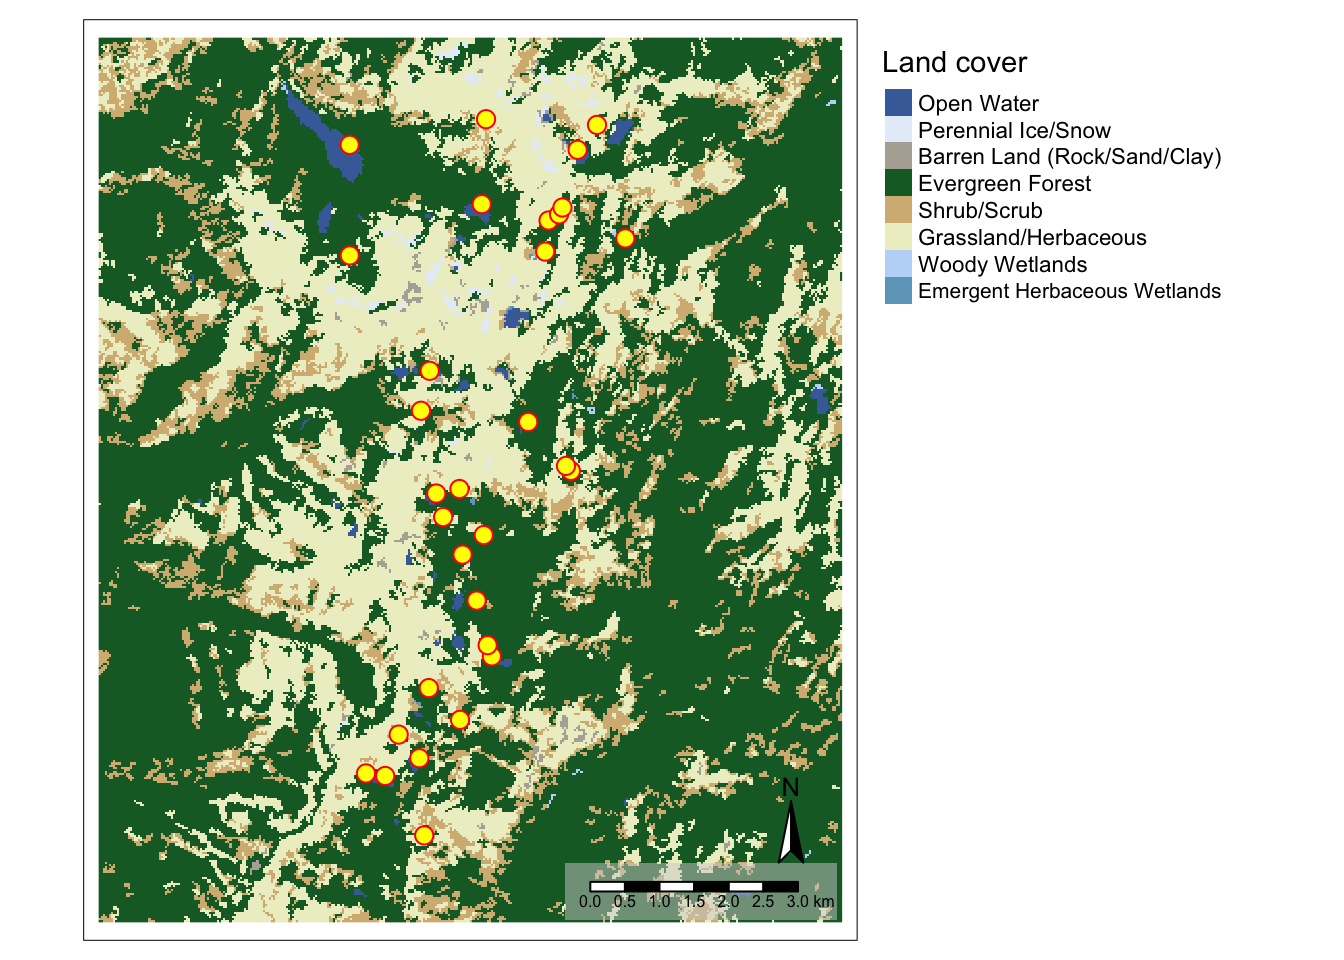 Land cover
Open Water
Perennial Ice/Snow
Barren Land (Rock/Sand/Clay)
Evergreen Forest
Shrub/Scrub
Grassland/Herbaceous
Woody Wetlands
Emergent Herbaceous Wetlands
N
0.0 0.5 1.0 1.5 2.0 2.5 3.0 km